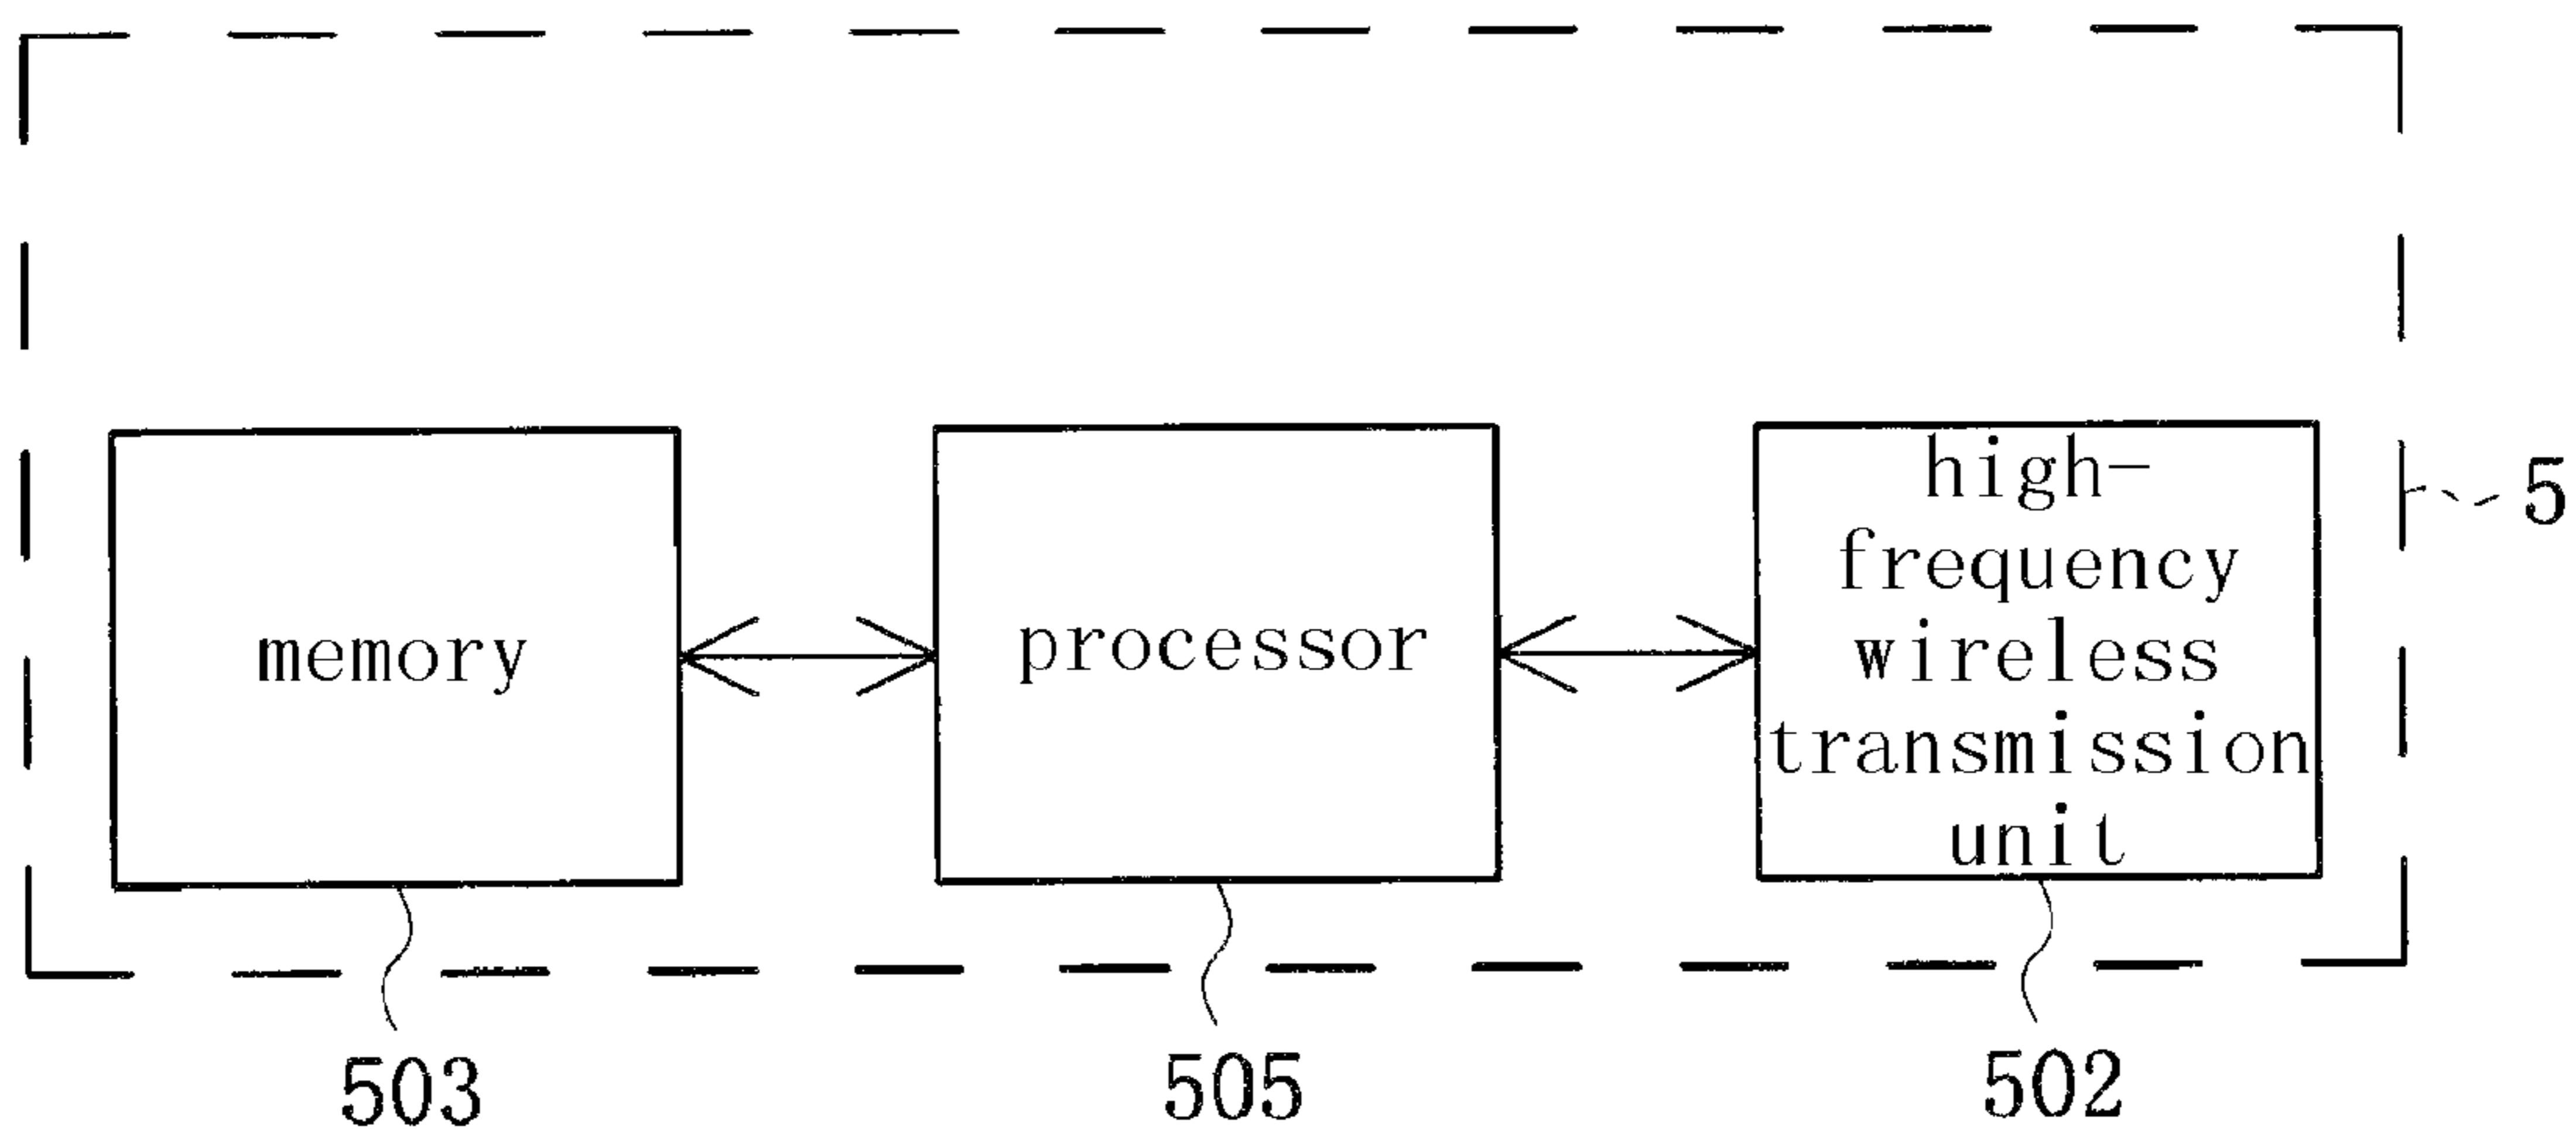 high-
frequency
wireless
transmission
unit
memory
processor
5
503
505
502